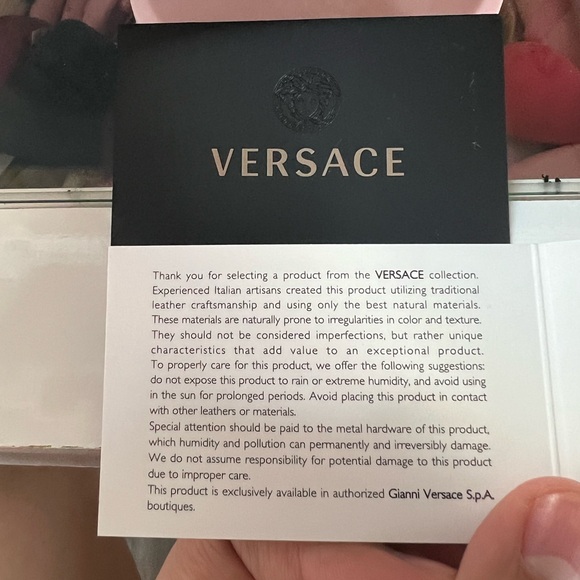 VERSACE
Thank you for selecting a product from the VERSACE collection.
Experienced Italian artisans created this product utilizing traditional
leather craftsmanship and using only the best natural materials.
These materials are naturally prone to irregularities in color and texture.
They should not be considered imperfections, but rather unique
characteristics that add value to an exceptional product.
To properly care for this product, we offer the following suggestions:
do not expose this product to rain or extreme humidity, and avoid using
in the sun for prolonged periods. Avoid placing this product in contact
with other leathers or materials.
Special attention should be paid to the metal hardware of this product,
which humidity and pollution can permanently and irreversibly damage.
We do not assume responsibility for potential damage to this product
due to improper care.
This product is exclusively available in authorized Gianni Versace S.p.A.
boutiques.